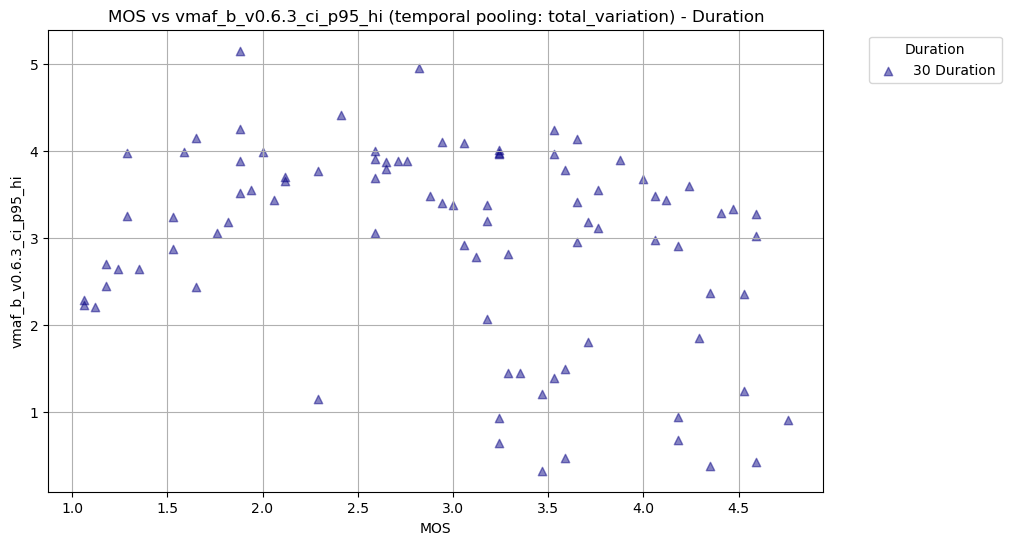 MOS vs vmaf_b_v0.6.3_ci_p95_hi (temporal pooling: total_variation) - Duration
Duration
30 Duration
vmaf_b_v0.6.3_ci_p95_hi
5
4
3
2
1
1.0 1.5 2.0 2.5 3.0 3.5 4.0 4.5
MOS